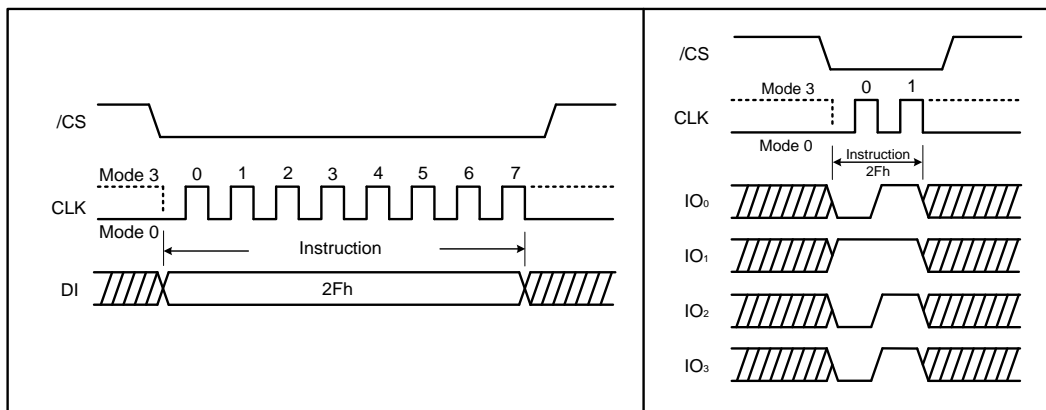 /CS
Mode 3
0 1 2 3 4 5 6 7
CLK
Mode 0
Instruction
DI
2Fh
/CS
Mode 3
0 1
CLK
Mode 0
Instruction
2Fh
IO₀
IO₁
IO₂
IO₃